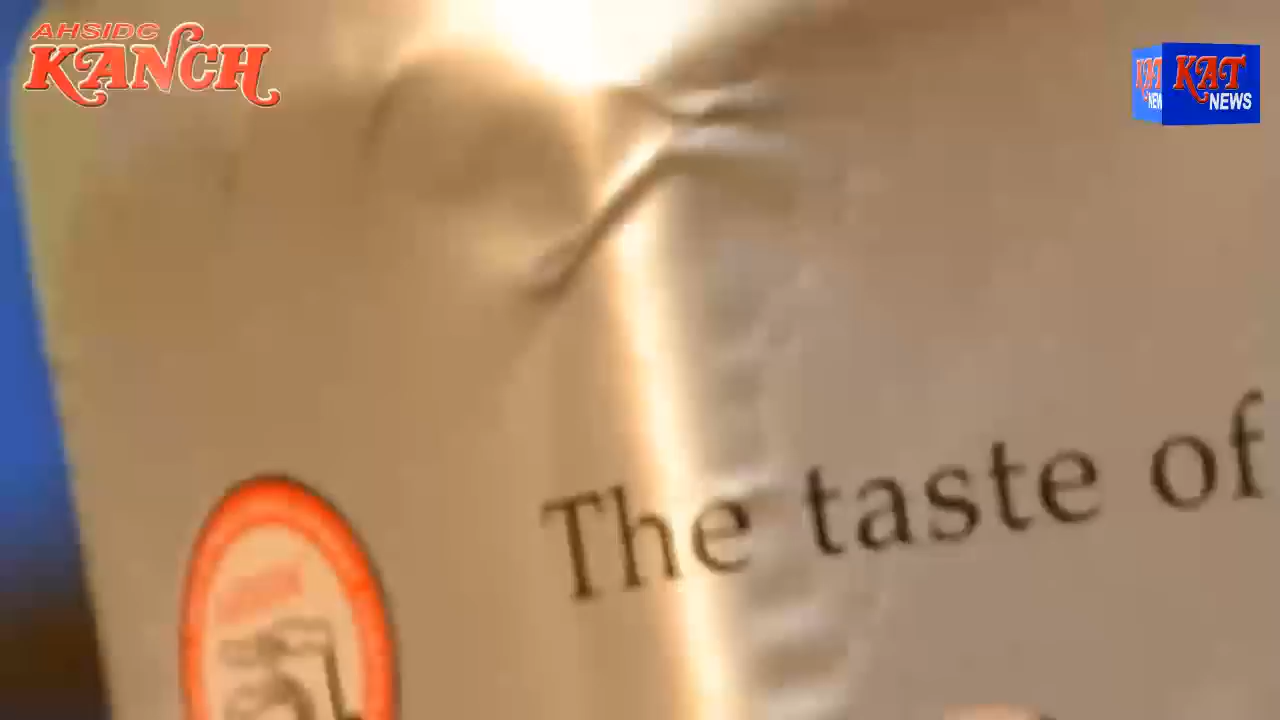 AHSIDC
KANCH
KAT
NEWS
The taste of